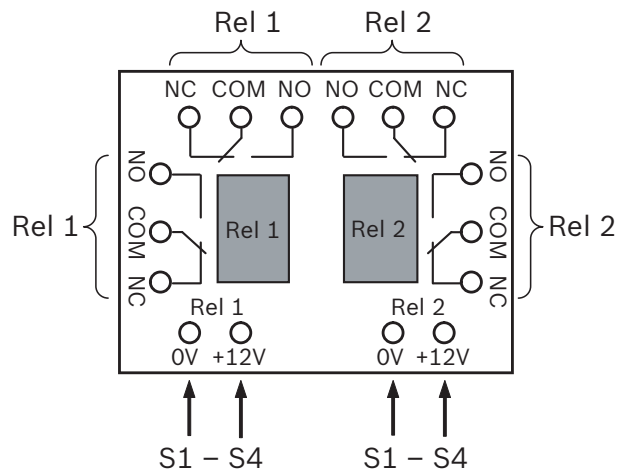 Rel 1 Rel 2
NC COM NO NO COM NC
NO
COM
NC
Rel 1
Rel 1
Rel 2
NO
COM
NC
Rel 2
Rel 1 Rel 2
0V +12V 0V +12V
S1 – S4 S1 – S4